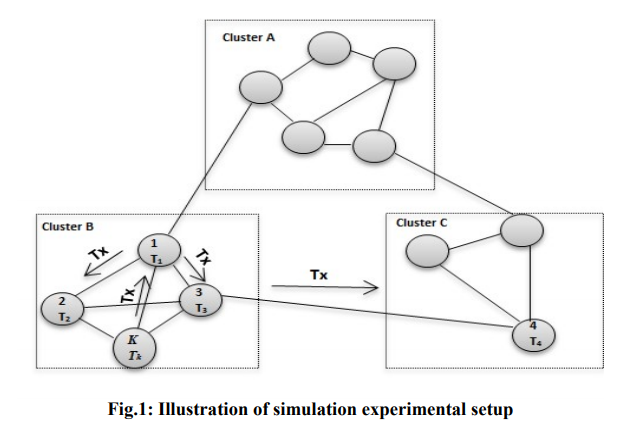 Cluster A
Cluster B
Cluster C
1
T₁
Tx
Tx
Tx
Tx
2
T₂
3
T₃
K
Tₖ
4
T₄
Fig.1: Illustration of simulation experimental setup